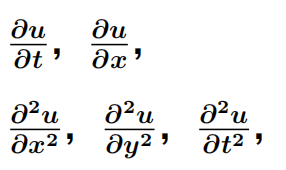 ∂u/∂t, ∂u/∂x,
∂²u/∂x², ∂²u/∂y², ∂²u/∂t²,